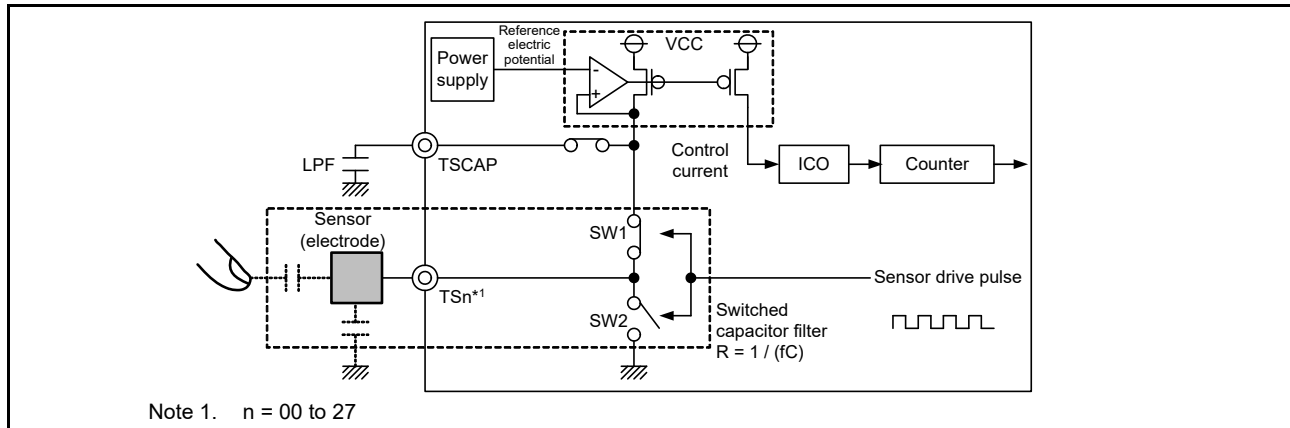 Reference
electric
potential
VCC
Power
supply
-
+
LPF
TSCAP
Control
current
ICO
Counter
Sensor
(electrode)
SW1
TSn*1
Sensor drive pulse
SW2
Switched
capacitor filter
R = 1 / (fC)
Note 1. n = 00 to 27